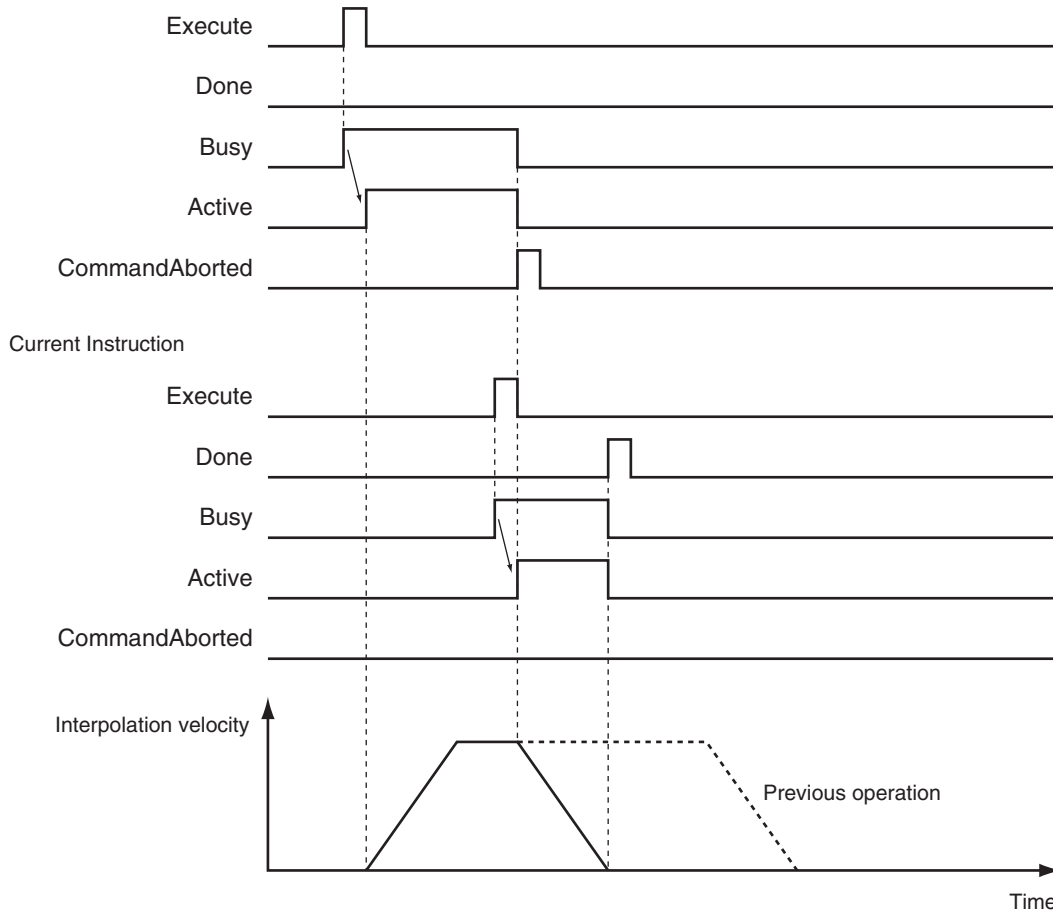 Execute
Done
Busy
Active
CommandAborted
Current Instruction
Execute
Done
Busy
Active
CommandAborted
Interpolation velocity
Previous operation
Time